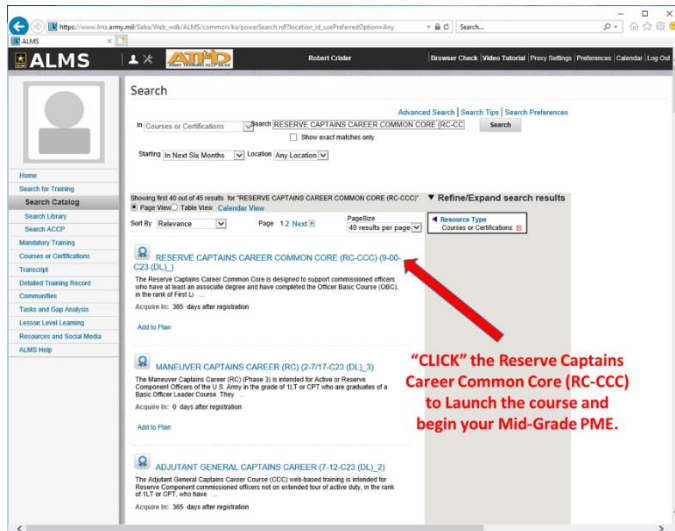 https://www.lms.army.mil/Saba/Web_wdk/ALMS/common/ka/powerSearch.rdf?location_id_usePreferredOption=Any
Search...
ALMS
ALMS
ATHD
Robert Crisler
Browser Check | Video Tutorial | Proxy Settings | Preferences | Calendar | Log Out
Search
Advanced Search | Search Tips | Search Preferences
In Courses or Certifications Search RESERVE CAPTAINS CAREER COMMON CORE (RC-CC Search
Show exact matches only
Starting In Next Six Months Location Any Location
Home
Search for Training
Search Catalog
Search Library
Search ACCP
Mandatory Training
Courses or Certifications
Transcript
Detailed Training Record
Communities
Tasks and Gap Analysis
Lesson Level Learning
Resources and Social Media
ALMS Help
Showing first 40 out of 45 results for "RESERVE CAPTAINS CAREER COMMON CORE (RC-CCC)"
Page View Table View Calendar View
Sort By Relevance Page 1 2 Next
PageSize
40 results per page
Refine/Expand search results
Resource Type
Courses or Certifications
RESERVE CAPTAINS CAREER COMMON CORE (RC-CCC) (9-00-
C23 (DL)_)
The Reserve Captains Career Common Core is designed to support commissioned officers
who have at least an associate degree and have completed the Officer Basic Course (OBC),
in the rank of First Li ...
Acquire In: 365 days after registration
Add to Plan
MANEUVER CAPTAINS CAREER (RC) (2-7/17-C23 (DL)_3)
The Maneuver Captains Career (RC) (Phase 3) is intended for Active or Reserve
Component Officers of the U.S. Army in the grade of 1LT or CPT who are graduates of a
Basic Officer Leader Course. They ...
Acquire In: 0 days after registration
Add to Plan
ADJUTANT GENERAL CAPTAINS CAREER (7-12-C23 (DL)_2)
The Adjutant General Captains Career Course (CCC) web-based training is intended for
Reserve Component commissioned officers not on extended tour of active duty, in the rank
of 1LT or CPT, who have ...
Acquire In: 365 days after registration
"CLICK" the Reserve Captains
Career Common Core (RC-CCC)
to Launch the course and
begin your Mid-Grade PME.